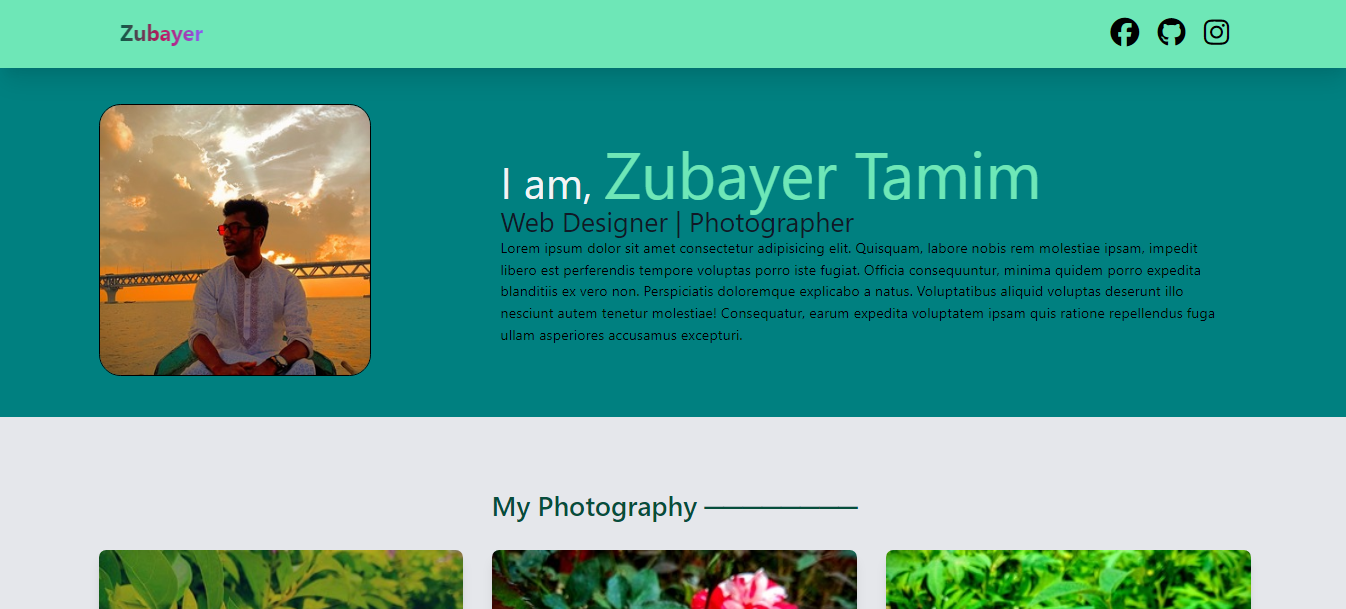 Zubayer
I am, Zubayer Tamim
Web Designer | Photographer
Lorem ipsum dolor sit amet consectetur adipisicing elit. Quisquam, labore nobis rem molestiae ipsam, impedit
libero est perferendis tempore voluptas porro iste fugiat. Officia consequuntur, minima quidem porro expedita
blanditiis ex vero non. Perspiciatis doloremque explicabo a natus. Voluptatibus aliquid voluptas deserunt illo
nesciunt autem tenetur molestiae! Consequatur, earum expedita voluptatem ipsam quis ratione repellendus fuga
ullam asperiores accusamus excepturi.
My Photography